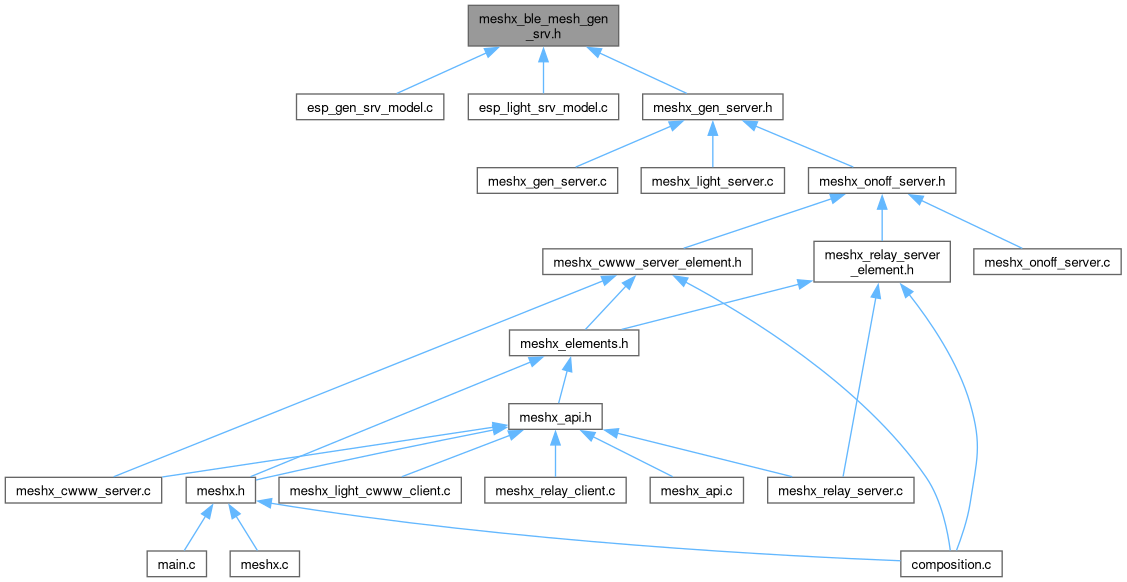 meshx_ble_mesh_gen
_srv.h
esp_gen_srv_model.c
esp_light_srv_model.c
meshx_gen_server.h
meshx_gen_server.c
meshx_light_server.c
meshx_onoff_server.h
meshx_cwww_server_element.h
meshx_relay_server
_element.h
meshx_onoff_server.c
meshx_elements.h
meshx_api.h
meshx_cwww_server.c
meshx.h
meshx_light_cwww_client.c
meshx_relay_client.c
meshx_api.c
meshx_relay_server.c
main.c
meshx.c
composition.c